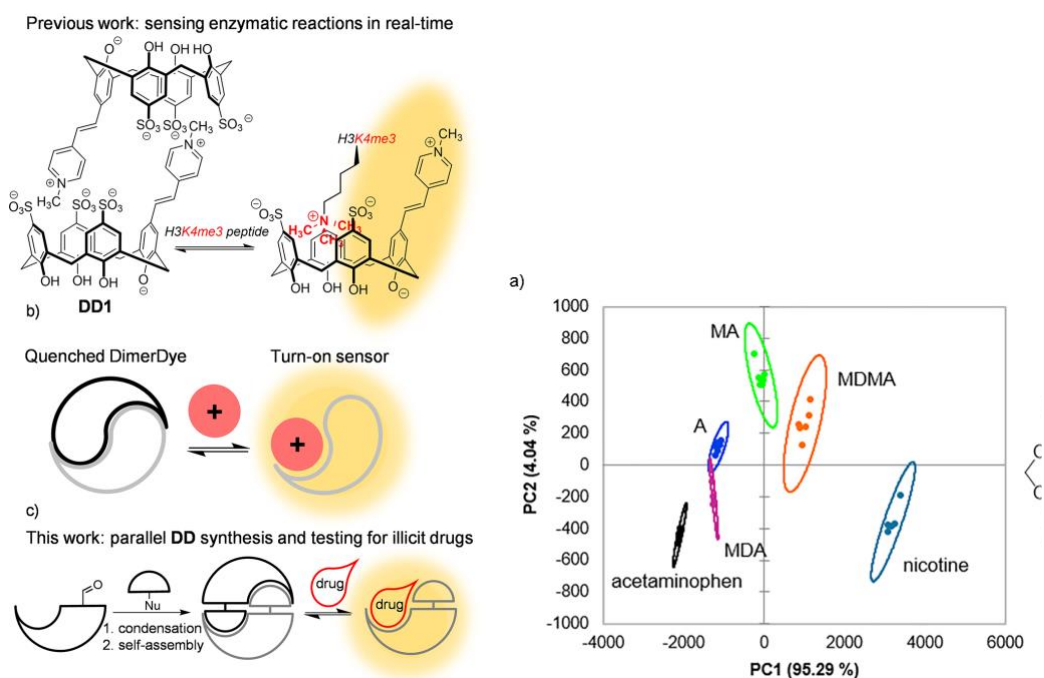 Previous work: sensing enzymatic reactions in real-time
O⊖
OH
OH
HO
SO3⊖
SO3⊖
SO3⊖
CH3
N⊕
CH3
N⊕
H3C
⊖O3S
SO3⊖
SO3⊖
H3K4me3 peptide
OH
OH OH
O⊖
DD1
H3K4me3
CH3
N⊕
⊖O3S
N⊕
H3C
CH3
CH3
SO3⊖
OH
OH
O⊖
b)
Quenched DimerDye
Turn-on sensor
+
+
c)
This work: parallel DD synthesis and testing for illicit drugs
O
Nu
1. condensation
2. self-assembly
drug
drug
a)
1000
800
600
400
200
0
-200
-400
-600
-800
-1000
PC2 (4.04 %)
-4000 -2000 0 2000 4000 6000
PC1 (95.29 %)
MA
MDMA
A
MDA
acetaminophen
nicotine